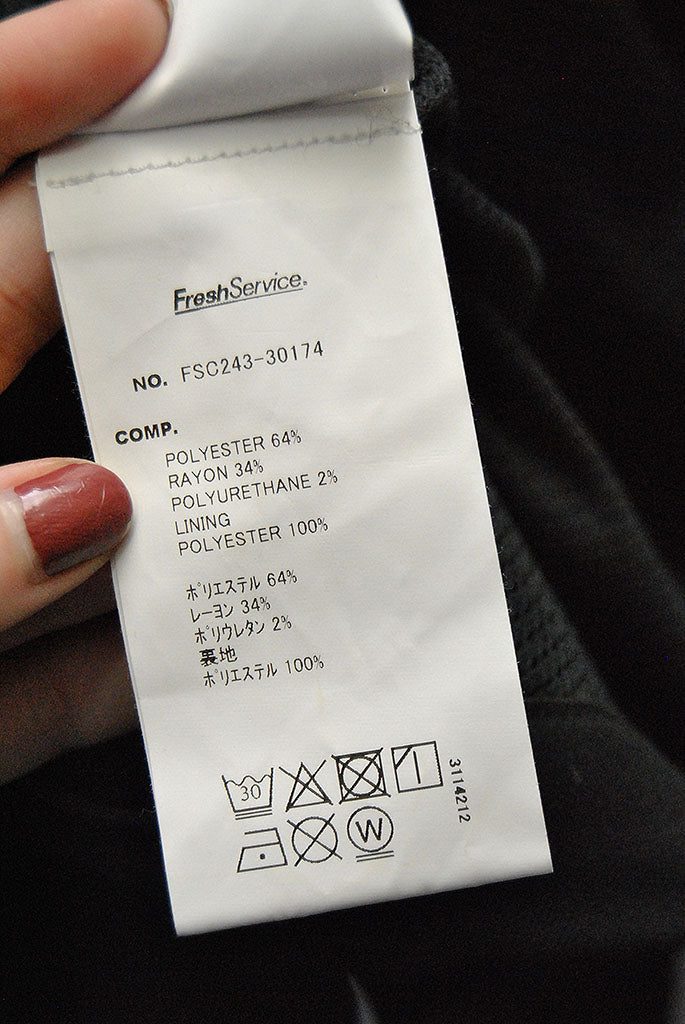 FreshService.
NO. FSC243-30174
COMP.
POLYESTER 64%
RAYON 34%
POLYURETHANE 2%
LINING
POLYESTER 100%
ポリエステル 64%
レーヨン 34%
ポリウレタン 2%
裏地
ポリエステル 100%
30
3114212
W